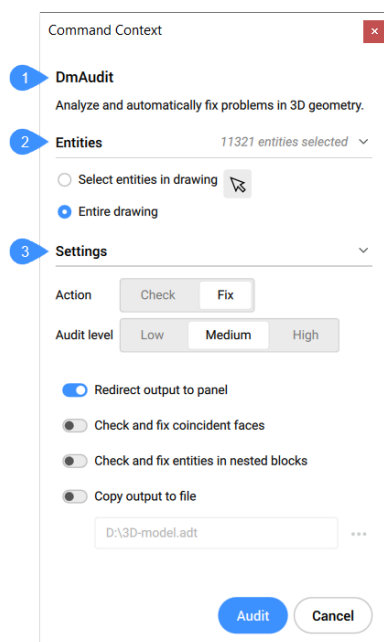 Command Context
×
1 DmAudit
Analyze and automatically fix problems in 3D geometry.
2 Entities 11321 entities selected
Select entities in drawing
Entire drawing
3 Settings
Action Check Fix
Audit level Low Medium High
Redirect output to panel
Check and fix coincident faces
Check and fix entities in nested blocks
Copy output to file
D:\3D-model.adt ...
Audit Cancel